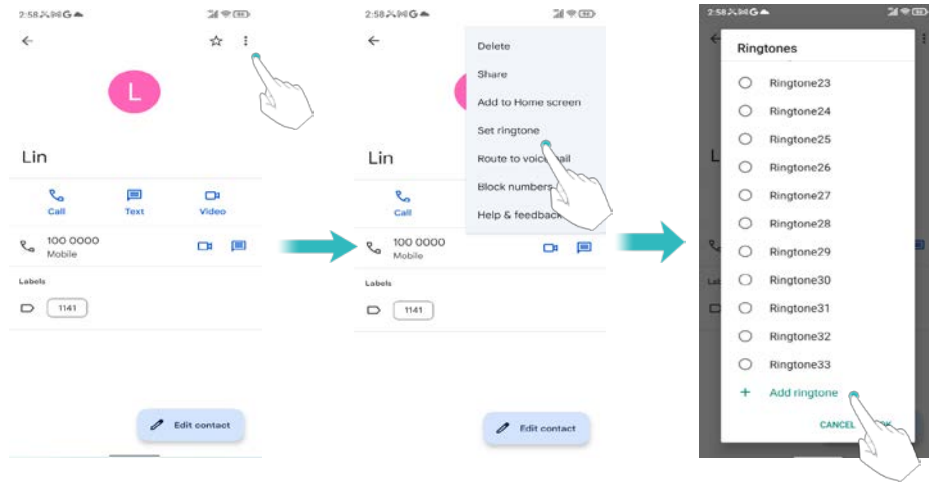 2:58
L
Lin
Call Text Video
100 0000
Mobile
Labels
1141
Edit contact
2:58
Delete
Share
Add to Home screen
Set ringtone
Route to voicemail
Block numbers
Help & feedback
Lin
Call
100 0000
Mobile
Labels
1141
Edit contact
2:58
Ringtones
Ringtone23
Ringtone24
Ringtone25
Ringtone26
Ringtone27
Ringtone28
Ringtone29
Ringtone30
Ringtone31
Ringtone32
Ringtone33
+ Add ringtone
CANCEL